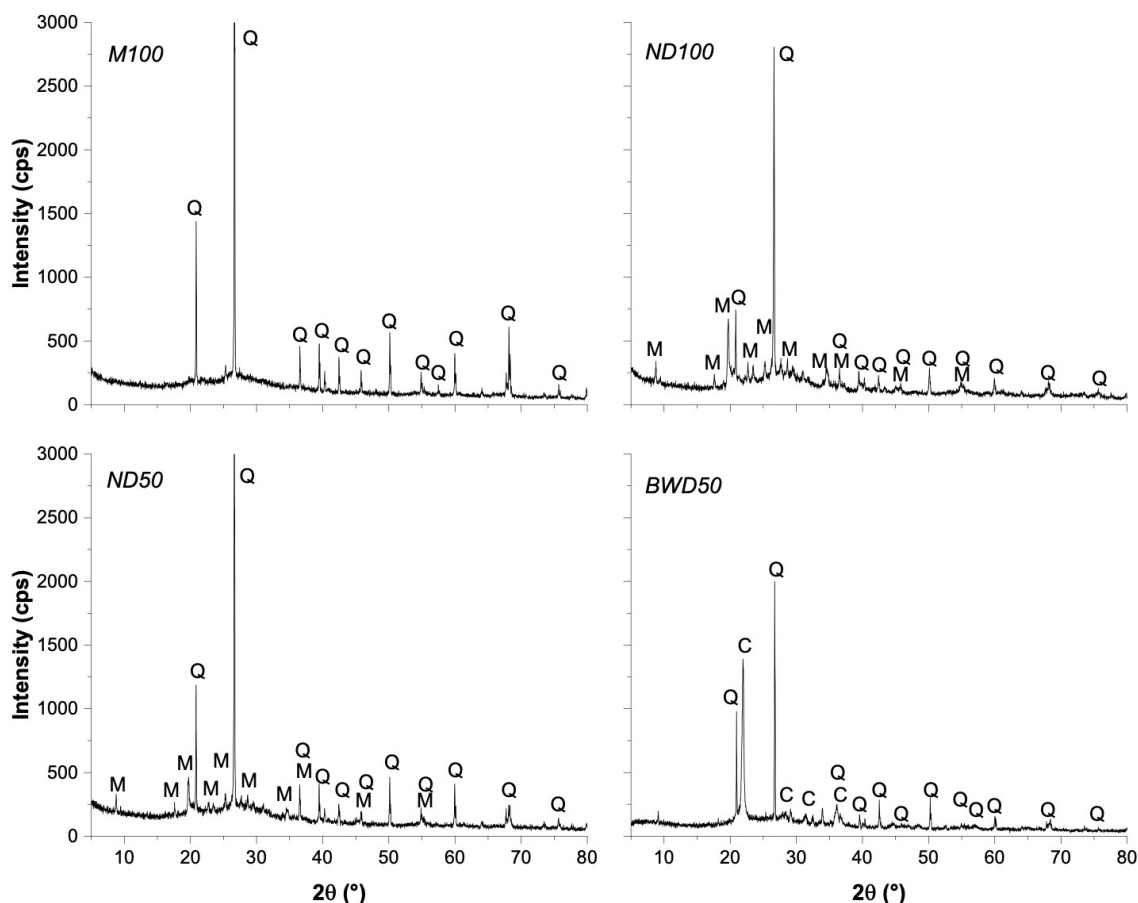 3000
2500
2000
1500
1000
500
0
Intensity (cps)
M100
Q
Q
Q Q Q Q Q Q Q Q Q Q
ND100
Q
M Q
M M M M M M Q M Q Q Q M Q Q M Q Q Q
3000
2500
2000
1500
1000
500
0
10 20 30 40 50 60 70 80
Intensity (cps)
2θ (°)
ND50
Q
Q
M M M M M M M M Q M Q Q Q M Q Q M Q Q Q
BWD50
Q
C
Q
C C Q C Q Q Q Q Q Q Q Q Q
10 20 30 40 50 60 70 80
2θ (°)